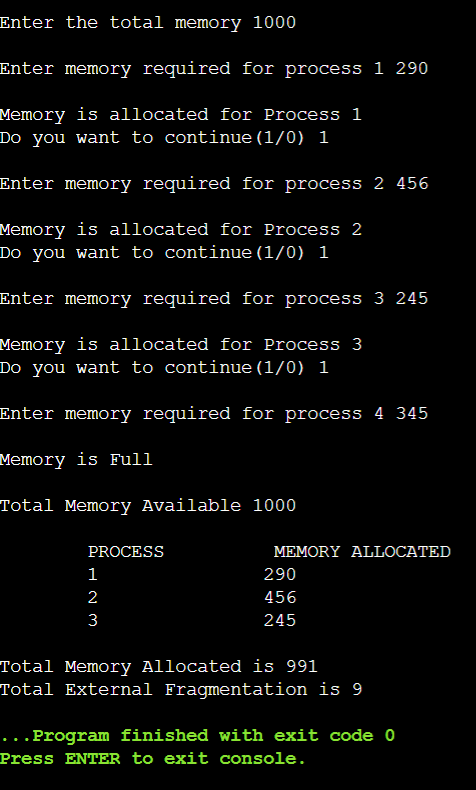 Enter the total memory 1000
Enter memory required for process 1 290
Memory is allocated for Process 1
Do you want to continue(1/0) 1
Enter memory required for process 2 456
Memory is allocated for Process 2
Do you want to continue(1/0) 1
Enter memory required for process 3 245
Memory is allocated for Process 3
Do you want to continue(1/0) 1
Enter memory required for process 4 345
Memory is Full
Total Memory Available 1000
PROCESS MEMORY ALLOCATED
1 290
2 456
3 245
Total Memory Allocated is 991
Total External Fragmentation is 9
...Program finished with exit code 0
Press ENTER to exit console.